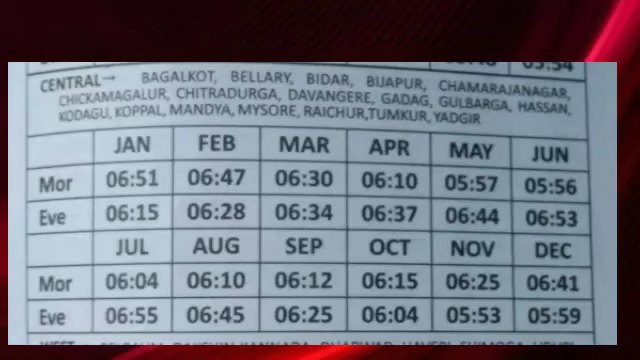 05:54
CENTRAL→ BAGALKOT, BELLARY, BIDAR, BIJAPUR, CHAMARAJANAGAR,
CHICKAMAGALUR, CHITRADURGA, DAVANGERE, GADAG, GULBARGA, HASSAN,
KODAGU, KOPPAL, MANDYA, MYSORE, RAICHUR,TUMKUR, YADGIR
JAN FEB MAR APR MAY JUN
Mor 06:51 06:47 06:30 06:10 05:57 05:56
Eve 06:15 06:28 06:34 06:37 06:44 06:53
JUL AUG SEP OCT NOV DEC
Mor 06:04 06:10 06:12 06:15 06:25 06:41
Eve 06:55 06:45 06:25 06:04 05:53 05:59